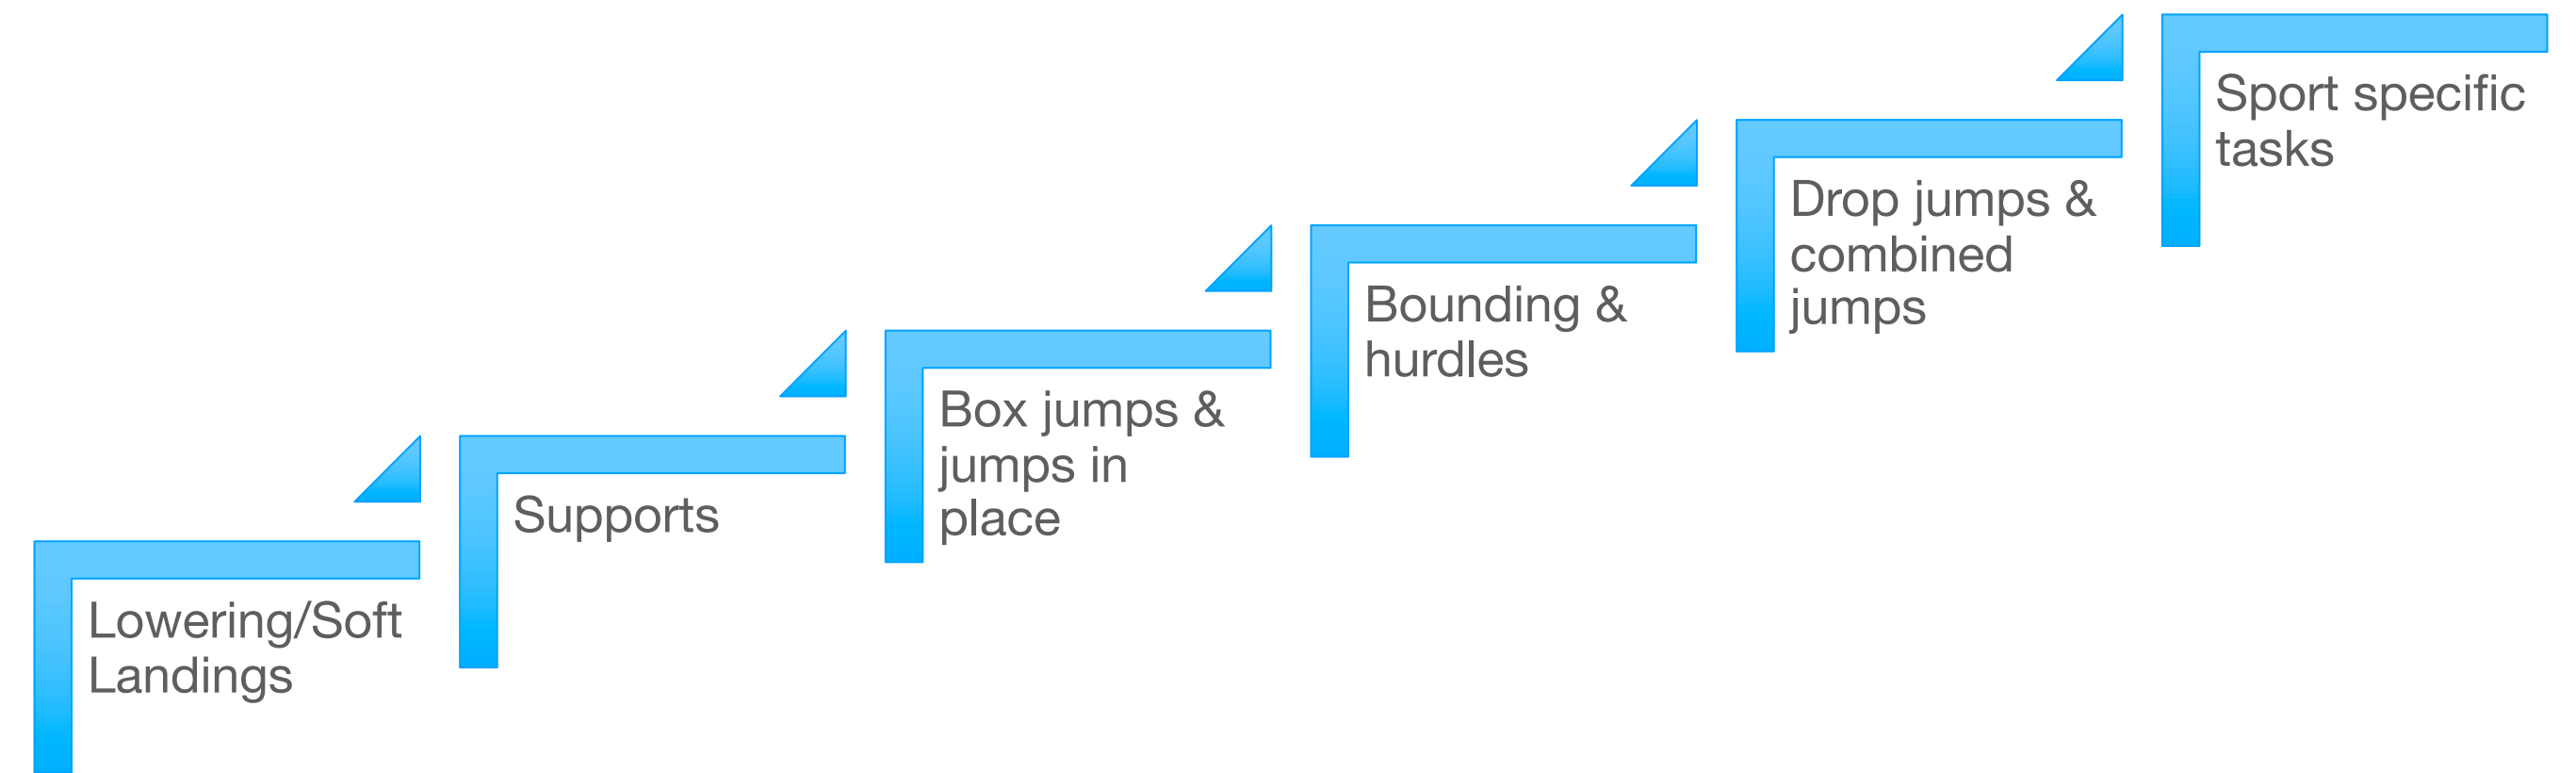 Lowering/Soft
Landings
Supports
Box jumps &
jumps in
place
Bounding &
hurdles
Drop jumps &
combined
jumps
Sport specific
tasks